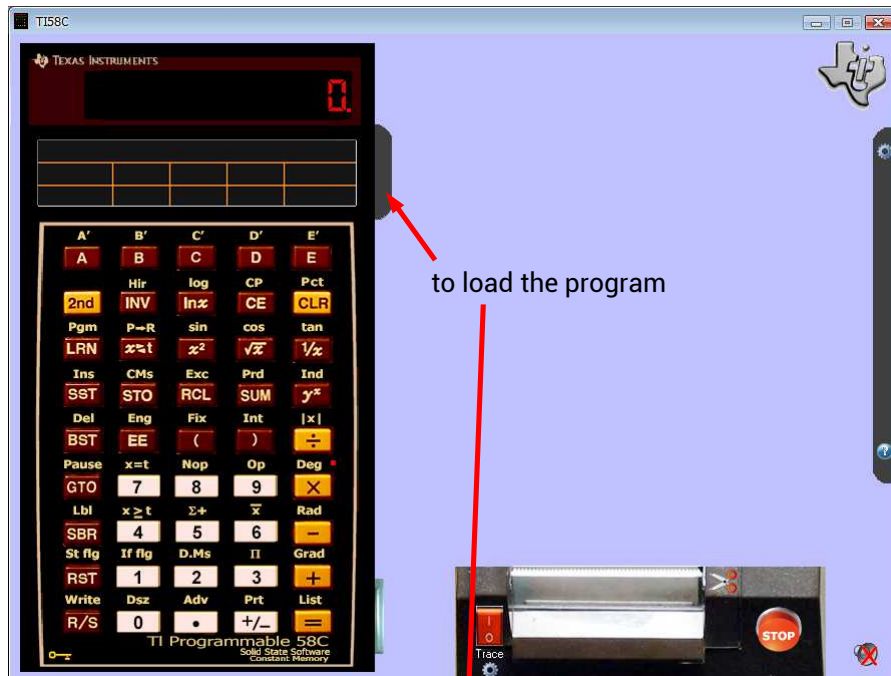 TI58C
TEXAS INSTRUMENTS
0.
A' B' C' D' E'
A B C D E
Hir log CP Pct
2nd INV lnx CE CLR
Pgm P→R sin cos tan
LRN x⇄t x² √x 1/x
Ins CMs Exc Prd Ind
SST STO RCL SUM yˣ
Del Eng Fix Int |x|
BST EE ( ) ÷
Pause x=t Nop Op Deg
GTO 7 8 9 ×
Lbl x≥t Σ+ x̄ Rad
SBR 4 5 6 −
St flg If flg D.Ms Π Grad
RST 1 2 3 +
Write Dsz Adv Prt List
R/S 0 • +/− =
TI Programmable 58C
Solid State Software
Constant Memory
to load the program
I
O
Trace
STOP
?